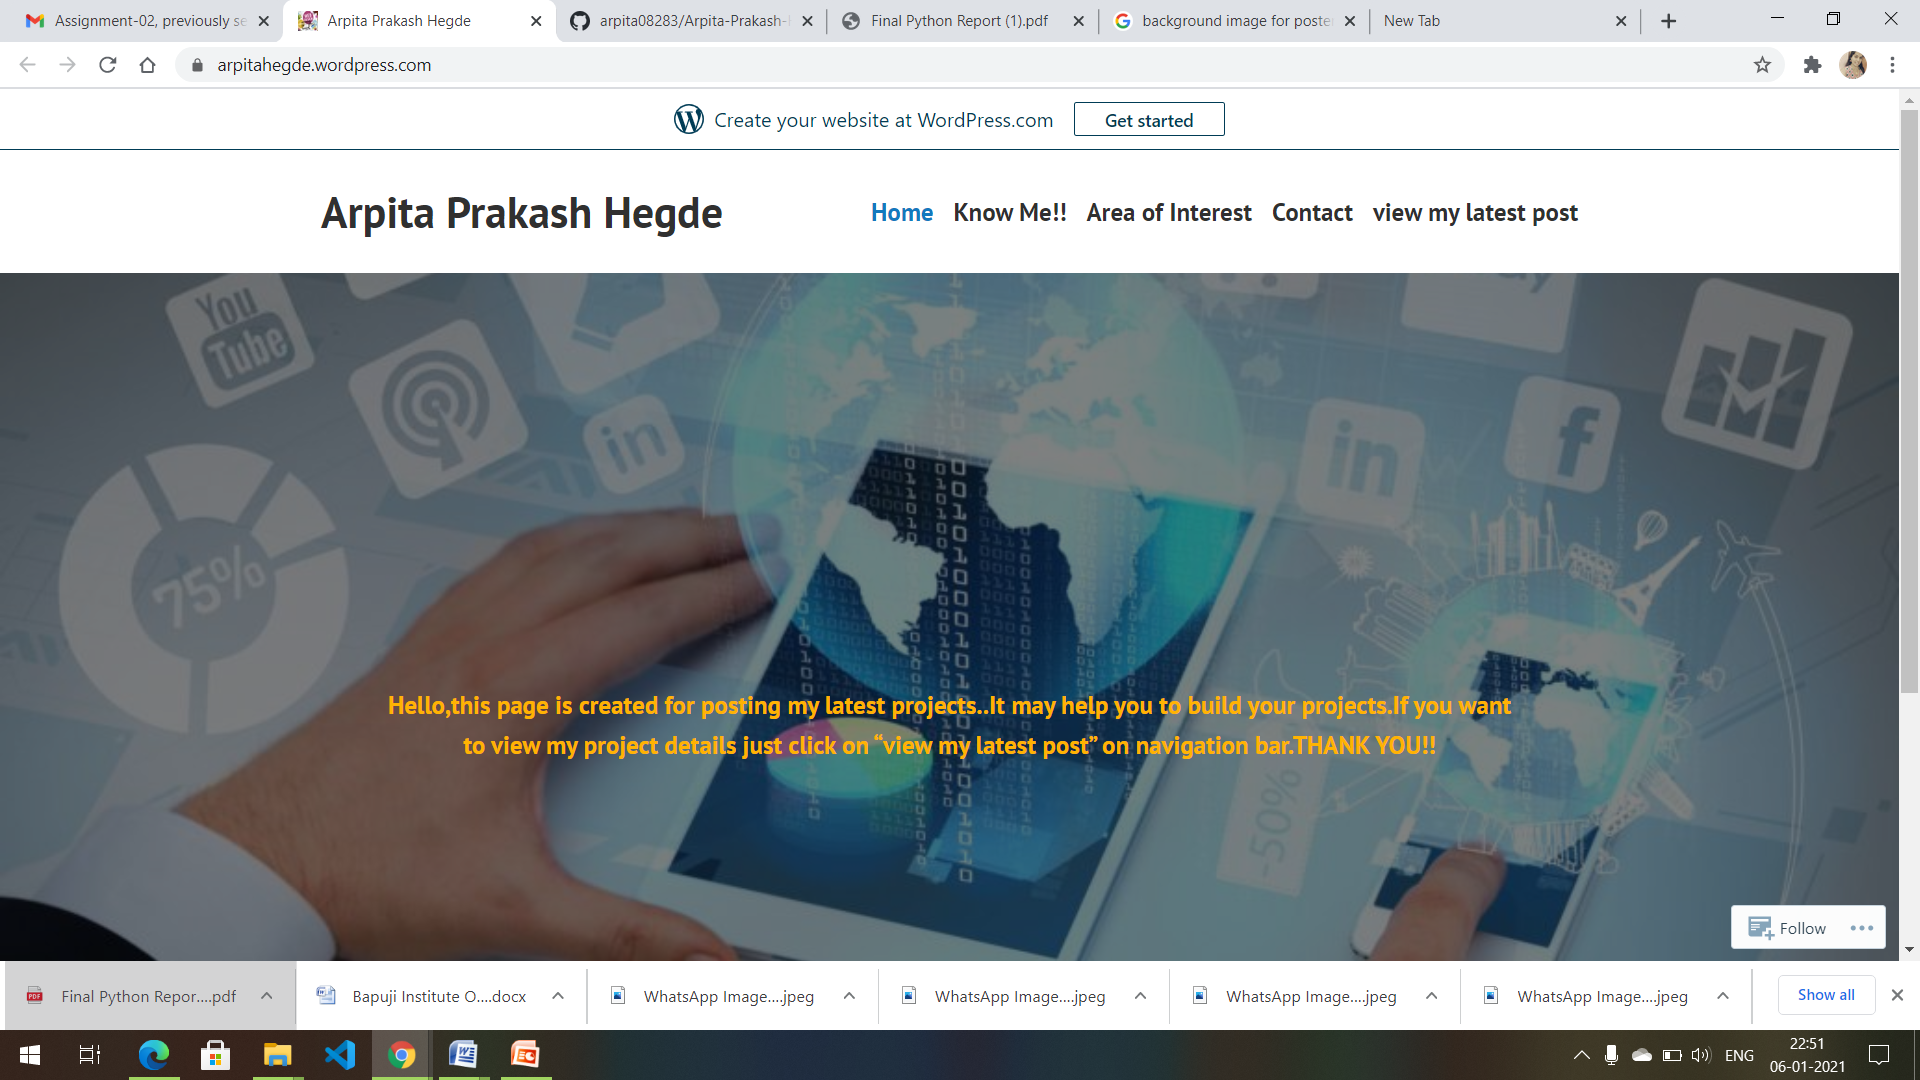 Assignment-02, previously se
Arpita Prakash Hegde
arpita08283/Arpita-Prakash-
Final Python Report (1).pdf
background image for poste
New Tab
arpitahegde.wordpress.com
Create your website at WordPress.com
Get started
Arpita Prakash Hegde
Home Know Me!! Area of Interest Contact view my latest post
You
Tube
in
in
f
75%
-50%
Hello,this page is created for posting my latest projects..It may help you to build your projects.If you want
to view my project details just click on “view my latest post” on navigation bar.THANK YOU!!
Follow
Final Python Repor....pdf
Bapuji Institute O....docx
WhatsApp Image....jpeg
WhatsApp Image....jpeg
WhatsApp Image....jpeg
WhatsApp Image....jpeg
Show all
ENG
22:51
06-01-2021